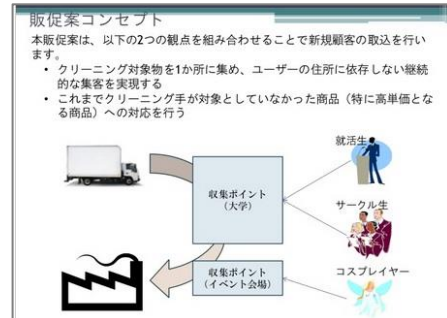 販促案コンセプト
本販促案は、以下の2つの観点を組み合わせることで新規顧客の取込を行い
ます。
• クリーニング対象物を1か所に集め、ユーザーの住所に依存しない継続
的な集客を実現する
• これまでクリーニング手が対象としていなかった商品（特に高単価とな
る商品）への対応を行う
就活生
収集ポイント
（大学）
サークル生
収集ポイント
（イベント会場）
コスプレイヤー